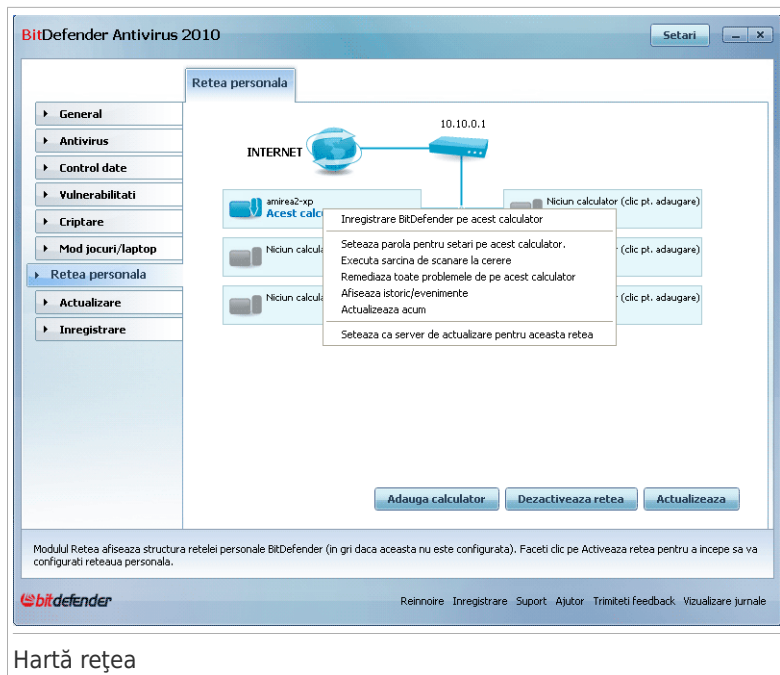 BitDefender Antivirus 2010
Setari
Retea personala
General
Antivirus
Control date
Vulnerabilitati
Criptare
Mod jocuri/laptop
Retea personala
Actualizare
Inregistrare
10.10.0.1
INTERNET
amirea2-xp
Acest calc
Niciun calculator (clic pt. adaugare)
Niciun calcula
(clic pt. adaugare)
Niciun calcula
(clic pt. adaugare)
Inregistrare BitDefender pe acest calculator
Seteaza parola pentru setari pe acest calculator.
Executa sarcina de scanare la cerere
Remediaza toate problemele de pe acest calculator
Afiseaza istoric/evenimente
Actualizeaza acum
Seteaza ca server de actualizare pentru aceasta retea
Adauga calculator
Dezactiveaza retea
Actualizeaza
Modulul Retea afiseaza structura retelei personale BitDefender (in gri daca aceasta nu este configurata). Faceti clic pe Activeaza retea pentru a incepe sa va
configurati reteaua personala.
bitdefender
Reinnoire Inregistrare Suport Ajutor Trimiteti feedback Vizualizare jurnale
Hartă reţea